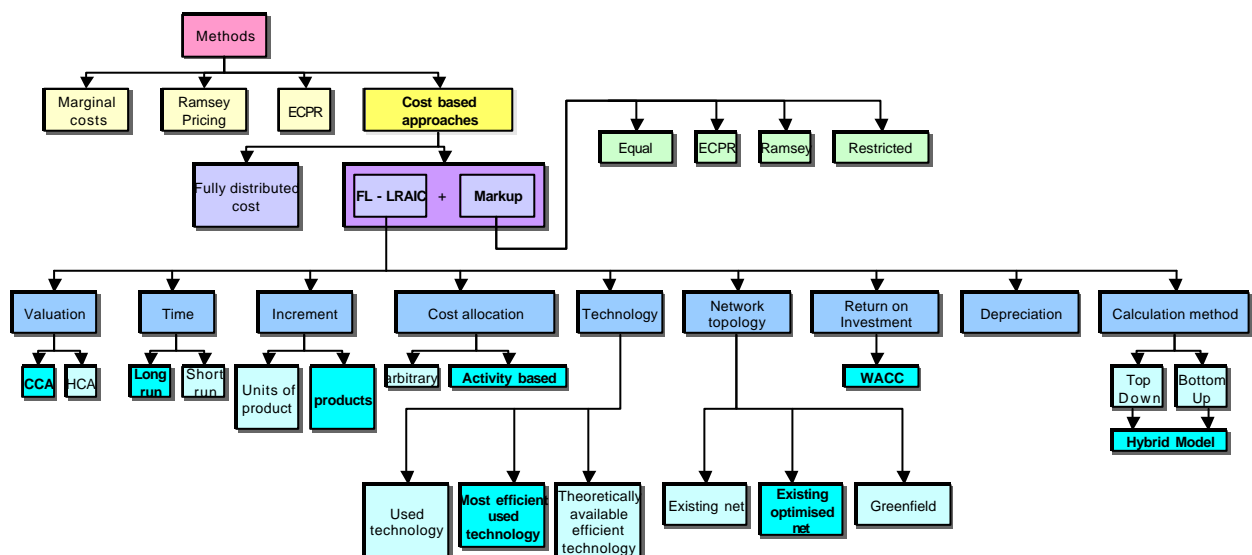 Methods
Marginal
costs
Ramsey
Pricing
ECPR
Cost based
approaches
Equal
ECPR
Ramsey
Restricted
Fully distributed
cost
FL - LRAIC
+
Markup
Valuation
Time
Increment
Cost allocation
Technology
Network
topology
Return on
Investment
Depreciation
Calculation method
CCA
HCA
Long
run
Short
run
Units of
product
products
arbitrary
Activity based
WACC
Top
Down
Bottom
Up
Hybrid Model
Used
technology
Most efficient
used
technology
Theoretically
available
efficient
technology
Existing net
Existing
optimised
net
Greenfield